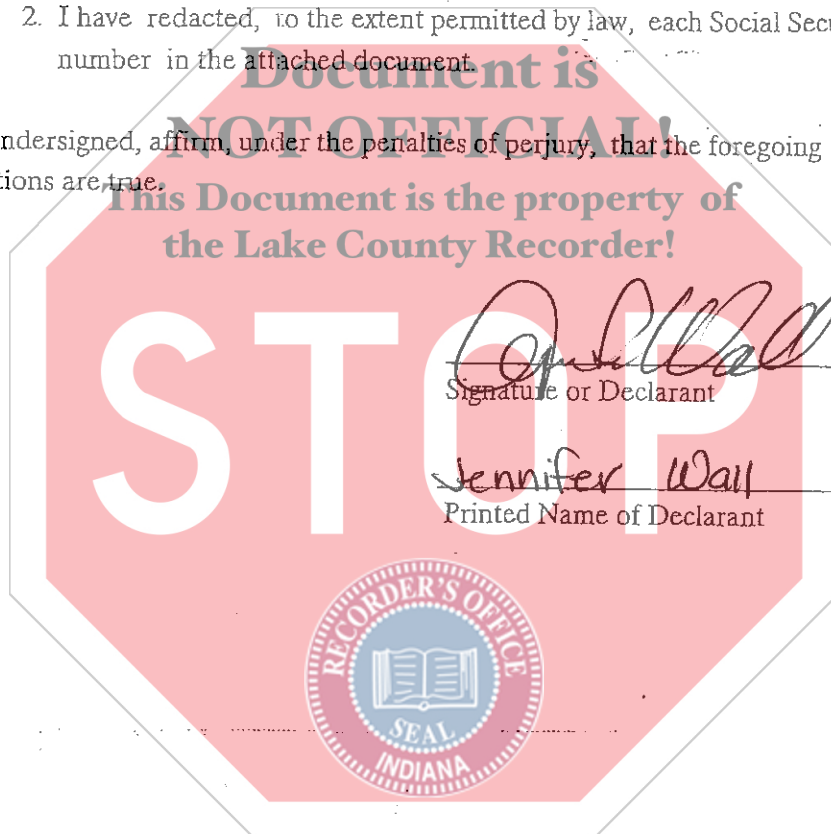 2. I have redacted, to the extent permitted by law, each Social Secu
number in the attached document.
Document is
NOT OFFICIAL!
ndersigned, affirm, under the penalties of perjury, that the foregoing
tions are true.
This Document is the property of
the Lake County Recorder!
STOP
Signature or Declarant
Jennifer Wall
Printed Name of Declarant
RECORDER'S OFFICE
SEAL
INDIANA